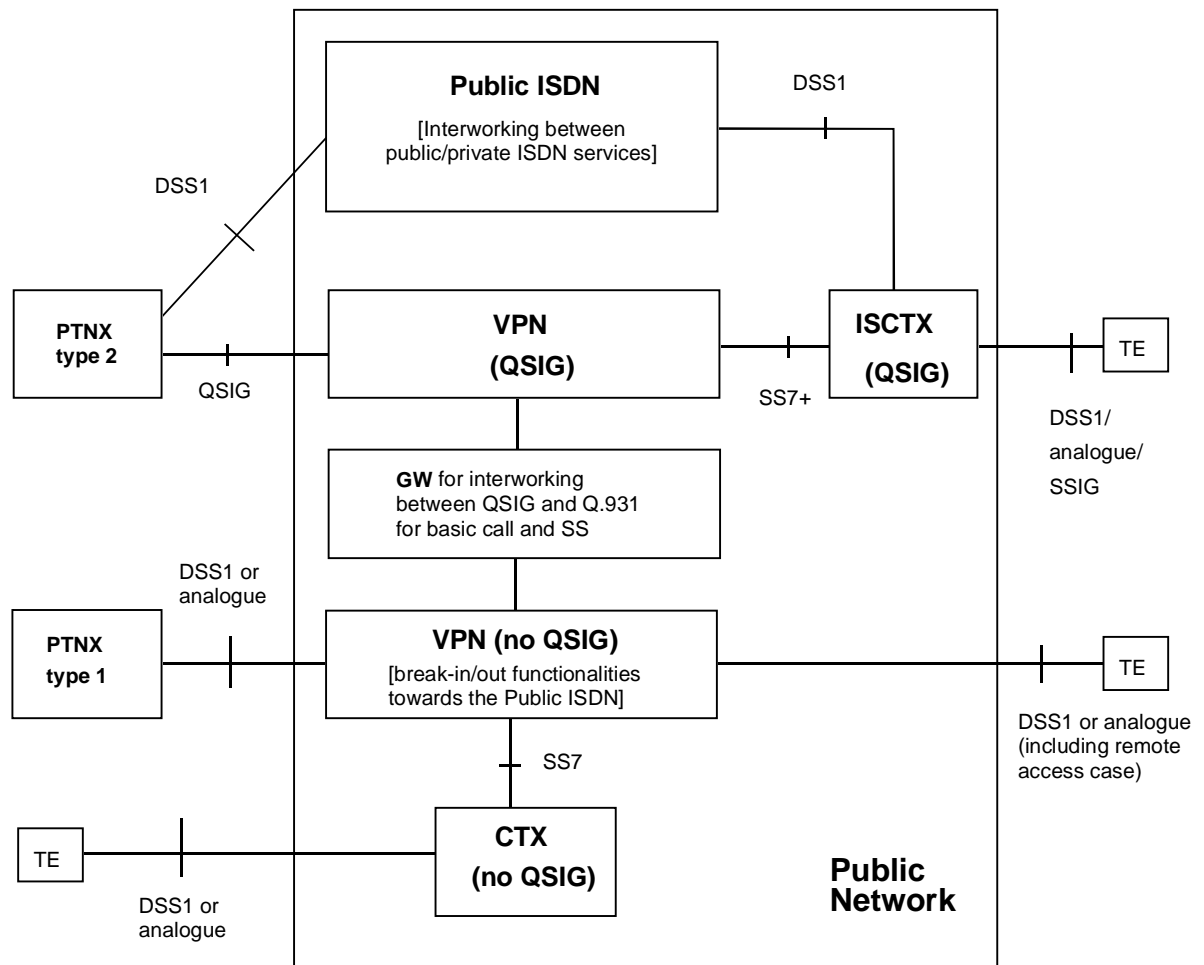 Public ISDN
[Interworking between
public/private ISDN services]
DSS1
DSS1
PTNX
type 2
QSIG
VPN
(QSIG)
SS7+
ISCTX
(QSIG)
TE
DSS1/
analogue/
SSIG
GW for interworking
between QSIG and Q.931
for basic call and SS
DSS1 or
analogue
PTNX
type 1
VPN (no QSIG)
[break-in/out functionalities
towards the Public ISDN]
TE
DSS1 or analogue
(including remote
access case)
SS7
CTX
(no QSIG)
TE
DSS1 or
analogue
Public
Network